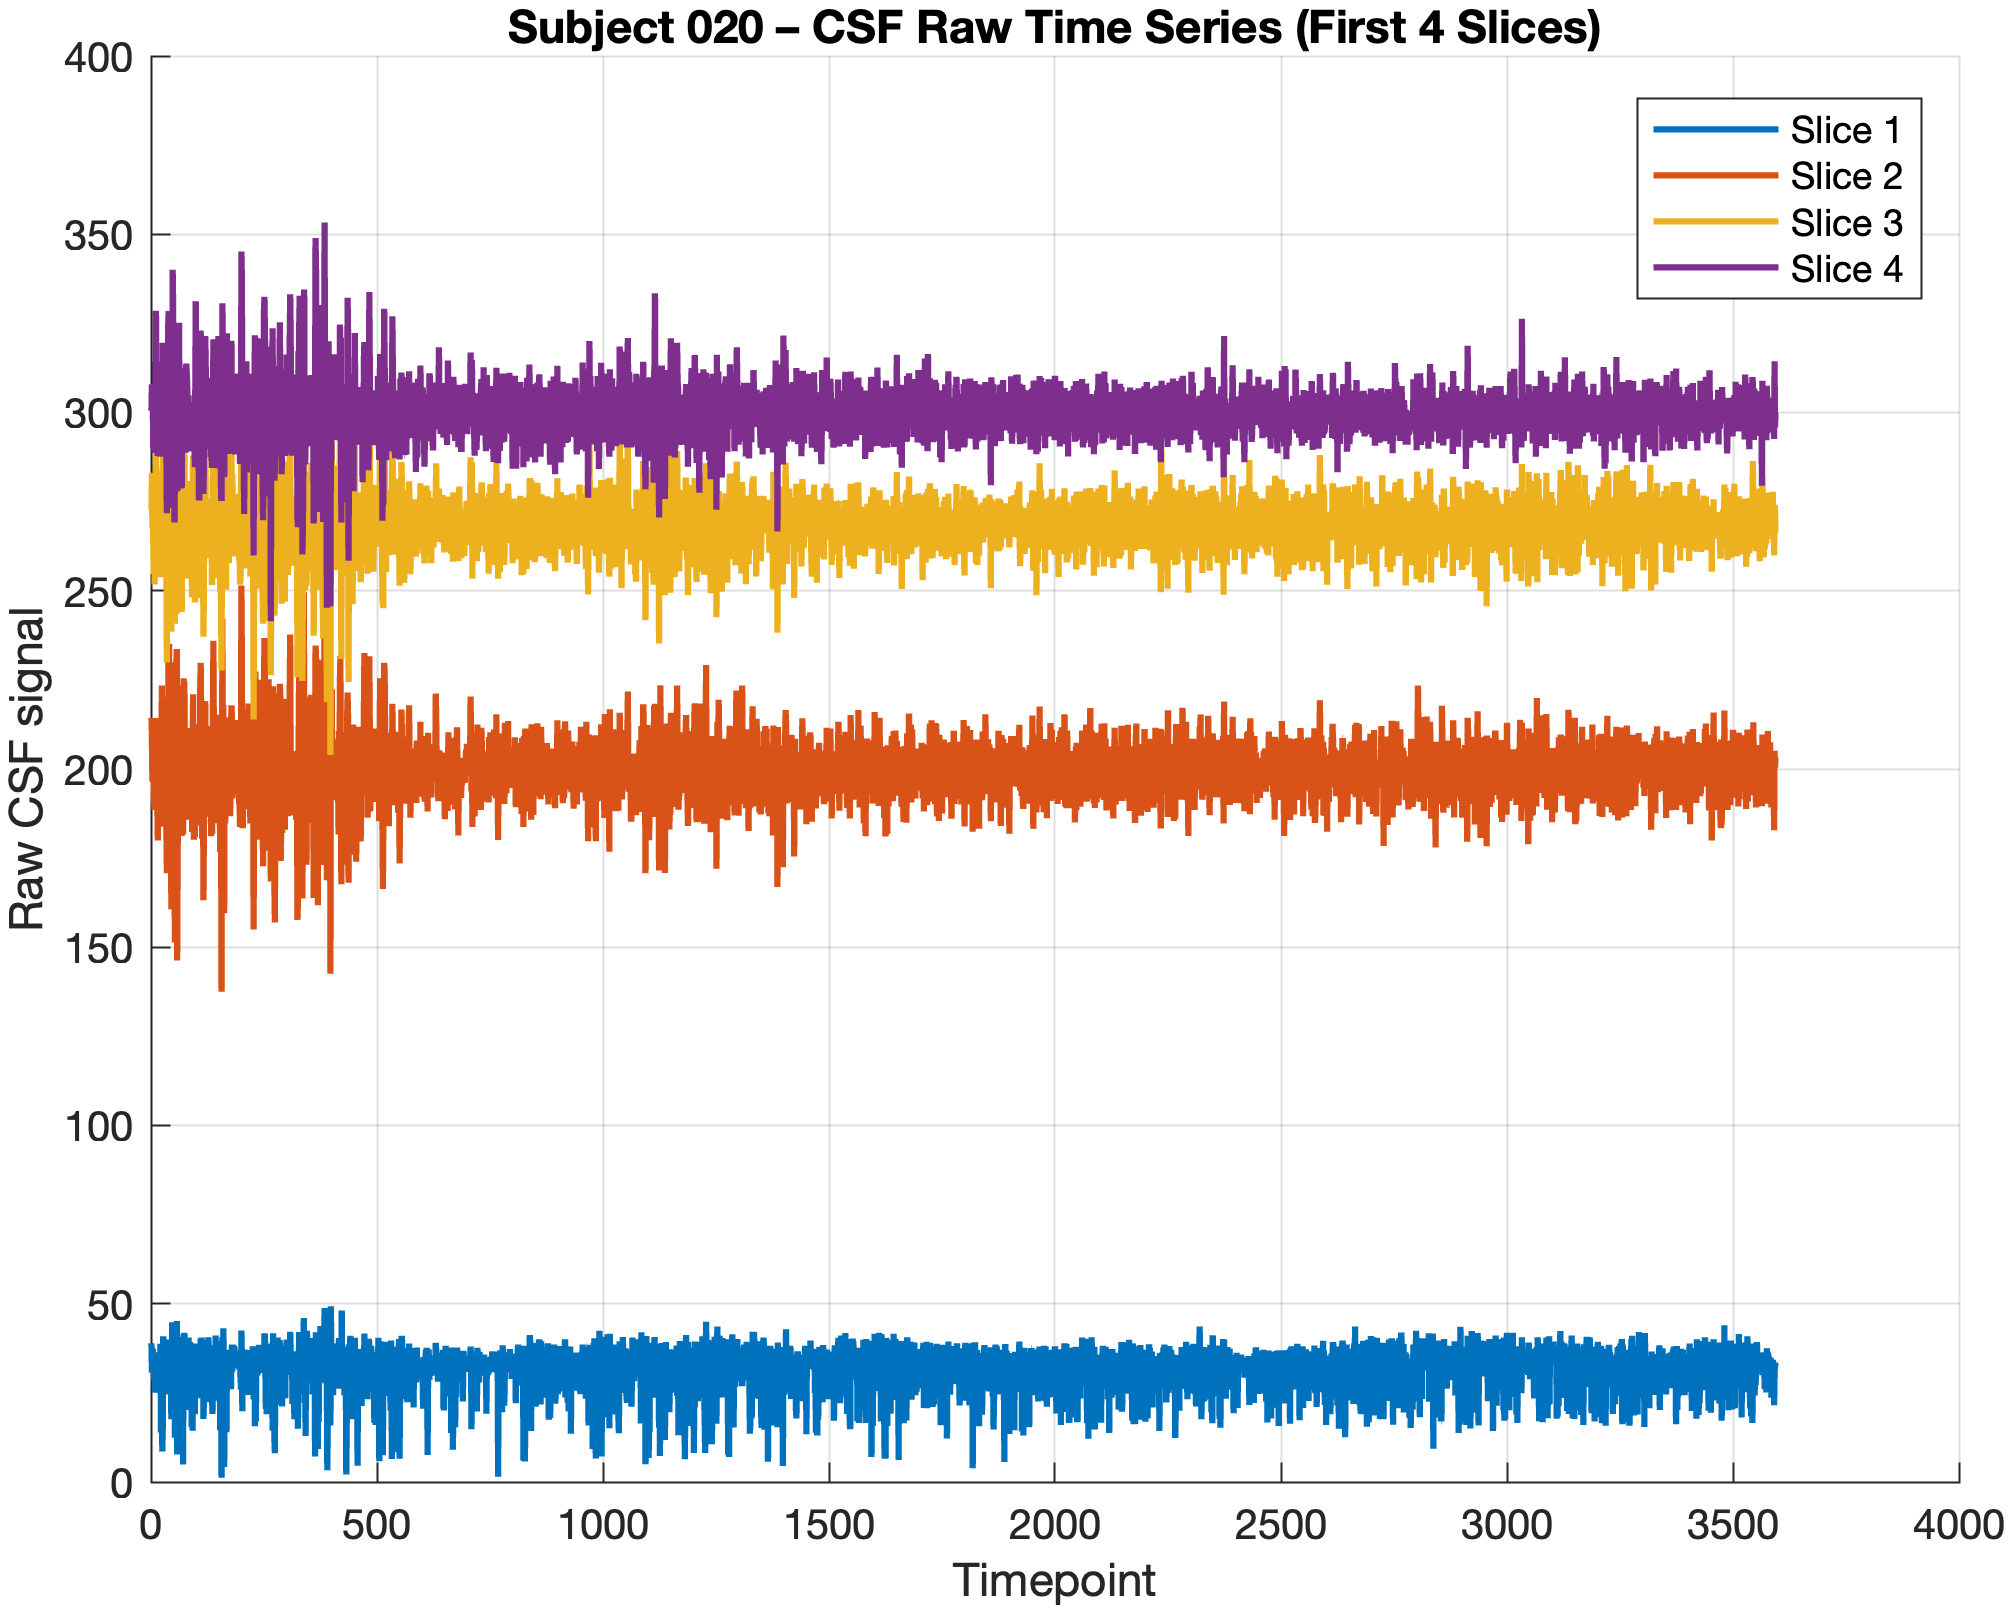 Subject 020 – CSF Raw Time Series (First 4 Slices)
400
350
300
250
200
150
100
50
0
Raw CSF signal
Slice 1
Slice 2
Slice 3
Slice 4
0 500 1000 1500 2000 2500 3000 3500 4000
Timepoint